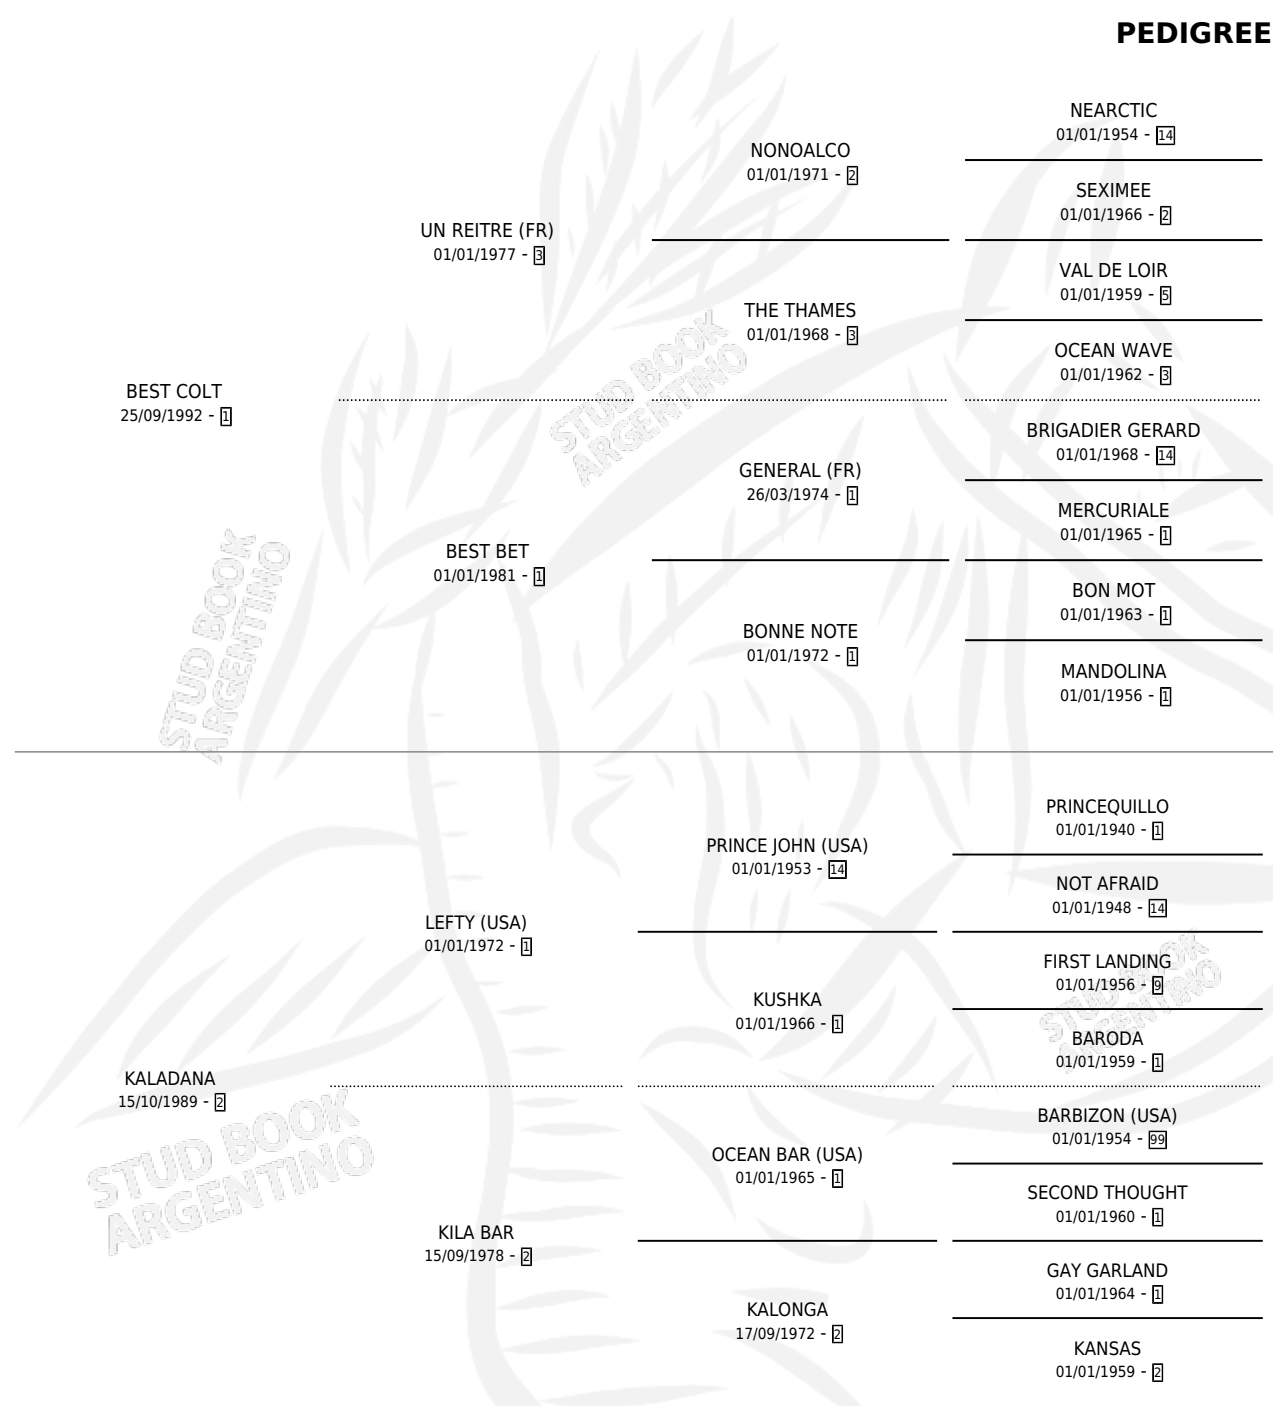 PEDIGREE
NEARCTIC
01/01/1954 - 14
NONOALCO
01/01/1971 - 2
SEXIMEE
01/01/1966 - 2
UN REITRE (FR)
01/01/1977 - 3
VAL DE LOIR
01/01/1959 - 5
THE THAMES
01/01/1968 - 3
OCEAN WAVE
01/01/1962 - 3
BEST COLT
25/09/1992 - 1
STUD BOOK
ARGENTINO
BRIGADIER GERARD
01/01/1968 - 14
GENERAL (FR)
26/03/1974 - 1
MERCURIALE
01/01/1965 - 1
BEST BET
01/01/1981 - 1
BON MOT
01/01/1963 - 1
BONNE NOTE
01/01/1972 - 1
MANDOLINA
01/01/1956 - 1
STUD BOOK
ARGENTINO
PRINCEQUILLO
01/01/1940 - 1
PRINCE JOHN (USA)
01/01/1953 - 14
NOT AFRAID
01/01/1948 - 14
LEFTY (USA)
01/01/1972 - 1
FIRST LANDING
01/01/1956 - 9
KUSHKA
01/01/1966 - 1
STUD BOOK
ARGENTINO
BARODA
01/01/1959 - 1
KALADANA
15/10/1989 - 2
BARBIZON (USA)
01/01/1954 - 99
OCEAN BAR (USA)
01/01/1965 - 1
STUD BOOK
ARGENTINO
SECOND THOUGHT
01/01/1960 - 1
KILA BAR
15/09/1978 - 2
GAY GARLAND
01/01/1964 - 1
KALONGA
17/09/1972 - 2
KANSAS
01/01/1959 - 2